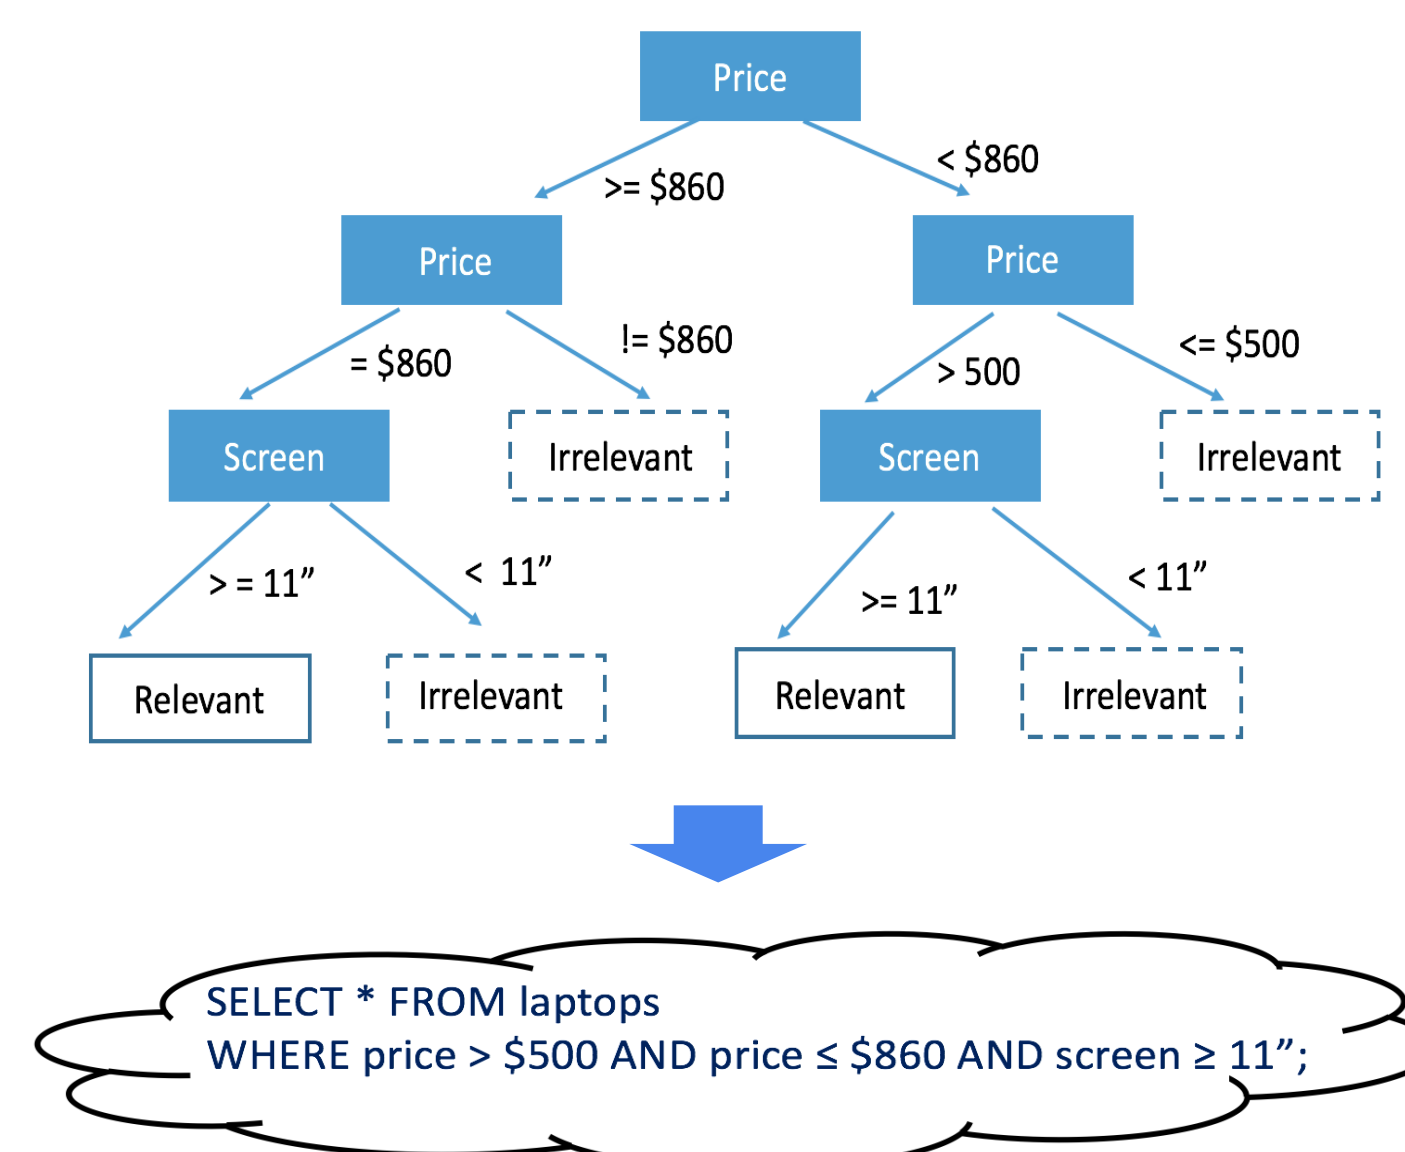 Price
< $860
>= $860
Price
Price
= $860
!= $860
> 500
<= $500
Screen
Irrelevant
Screen
Irrelevant
> = 11”
<  11”
>= 11”
< 11”
Relevant
Irrelevant
Relevant
Irrelevant
SELECT * FROM laptops
WHERE price > $500 AND price ≤ $860 AND screen ≥ 11”;